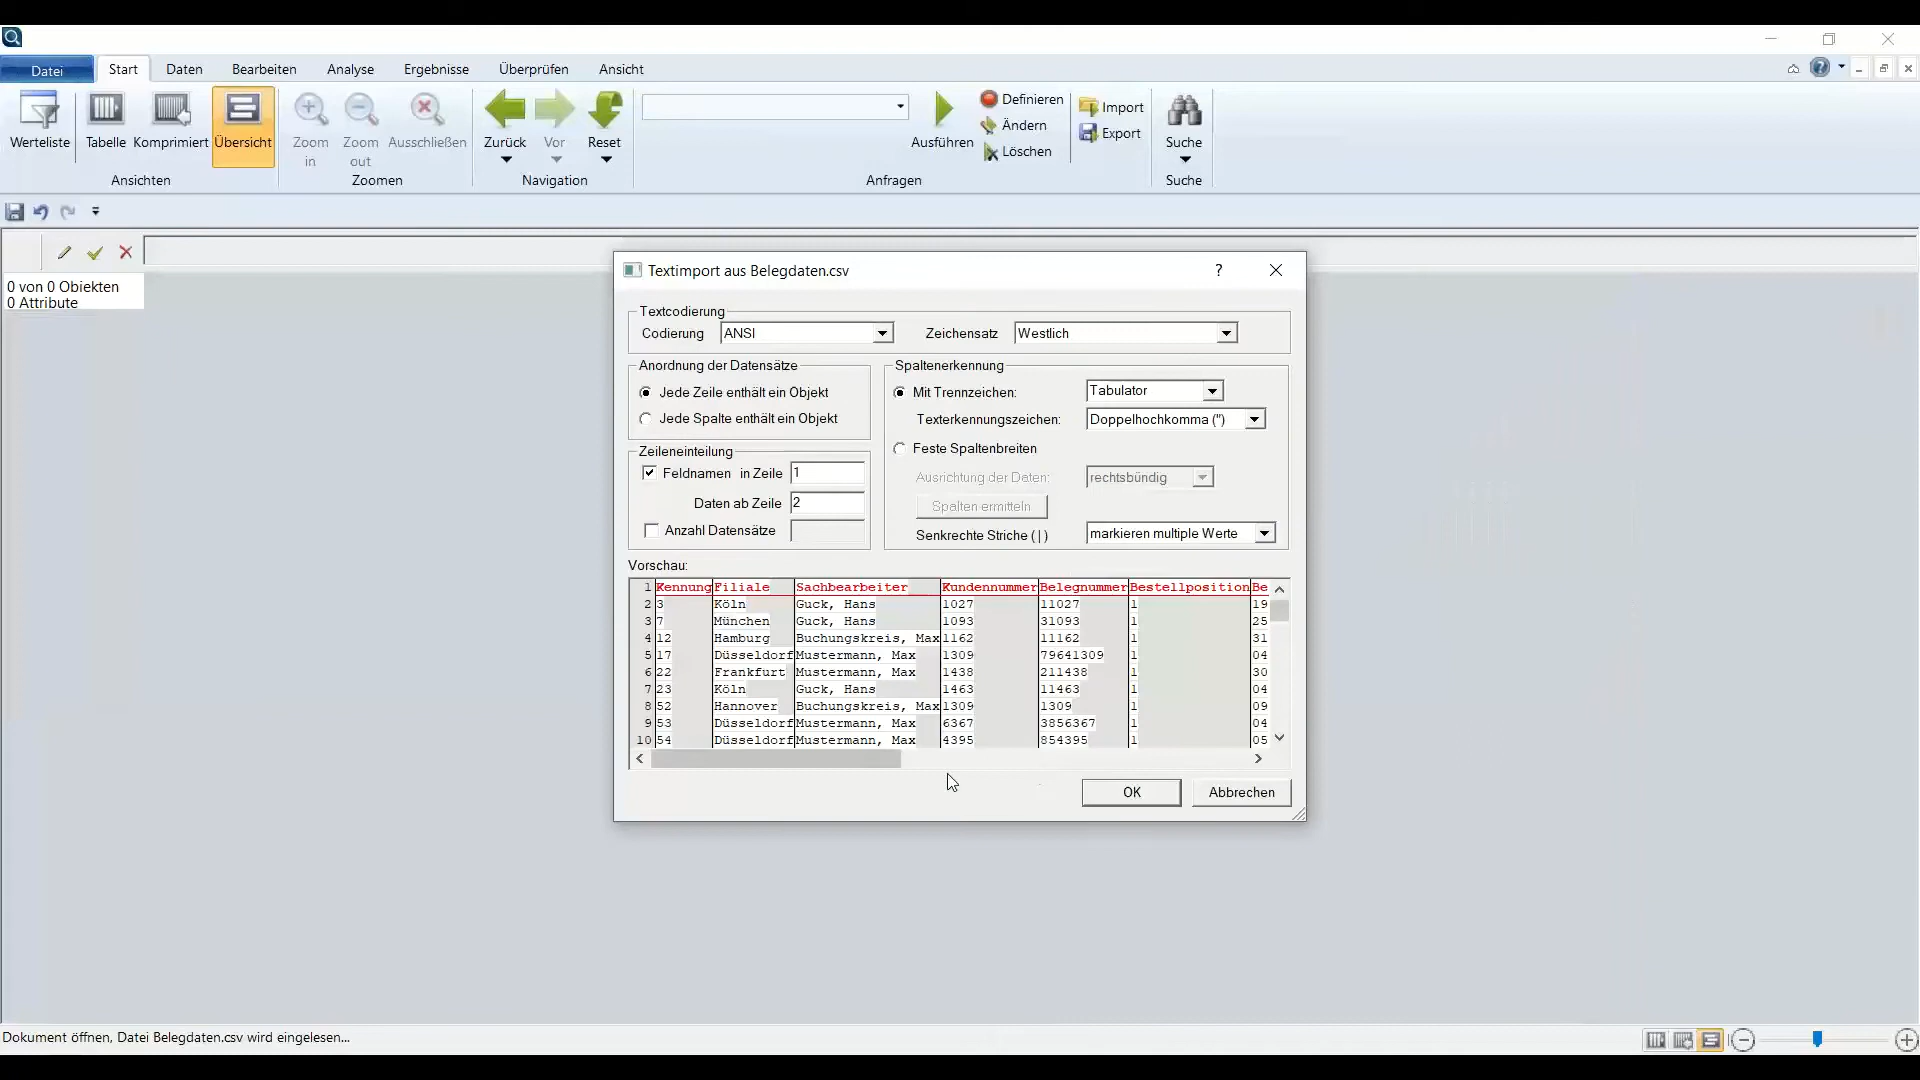 Datei Start Daten Bearbeiten Analyse Ergebnisse Überprüfen Ansicht
Werteliste Tabelle Komprimiert Übersicht
Ansichten
Zoom in Zoom out Ausschließen
Zoomen
Zurück Vor Reset
Navigation
Ausführen
Definieren
Ändern
Löschen
Import
Export
Anfragen
Suche
Suche
0 von 0 Objekten
0 Attribute
Textimport aus Belegdaten.csv ?
Textcodierung
Codierung ANSI Zeichensatz Westlich
Anordnung der Datensätze
Jede Zeile enthält ein Objekt
Jede Spalte enthält ein Objekt
Zeileneinteilung
Feldnamen in Zeile 1
Daten ab Zeile 2
Anzahl Datensätze
Spaltenerkennung
Mit Trennzeichen: Tabulator
Texterkennungszeichen: Doppelhochkomma (")
Feste Spaltenbreiten
Ausrichtung der Daten: rechtsbündig
Spalten ermitteln
Senkrechte Striche (|) markieren multiple Werte
Vorschau:
1 Kennung Filiale Sachbearbeiter Kundennummer Belegnummer Bestellposition Be
2 3 Köln Guck, Hans 1027 11027 1 19
3 7 München Guck, Hans 1093 31093 1 25
4 12 Hamburg Buchungskreis, Max 1162 11162 1 31
5 17 Düsseldorf Mustermann, Max 1309 79641309 1 04
6 22 Frankfurt Mustermann, Max 1438 211438 1 30
7 23 Köln Guck, Hans 1463 11463 1 04
8 52 Hannover Buchungskreis, Max 1309 1309 1 09
9 53 Düsseldorf Mustermann, Max 6367 3856367 1 04
10 54 Düsseldorf Mustermann, Max 4395 854395 1 05
OK Abbrechen
Dokument öffnen, Datei Belegdaten.csv wird eingelesen...